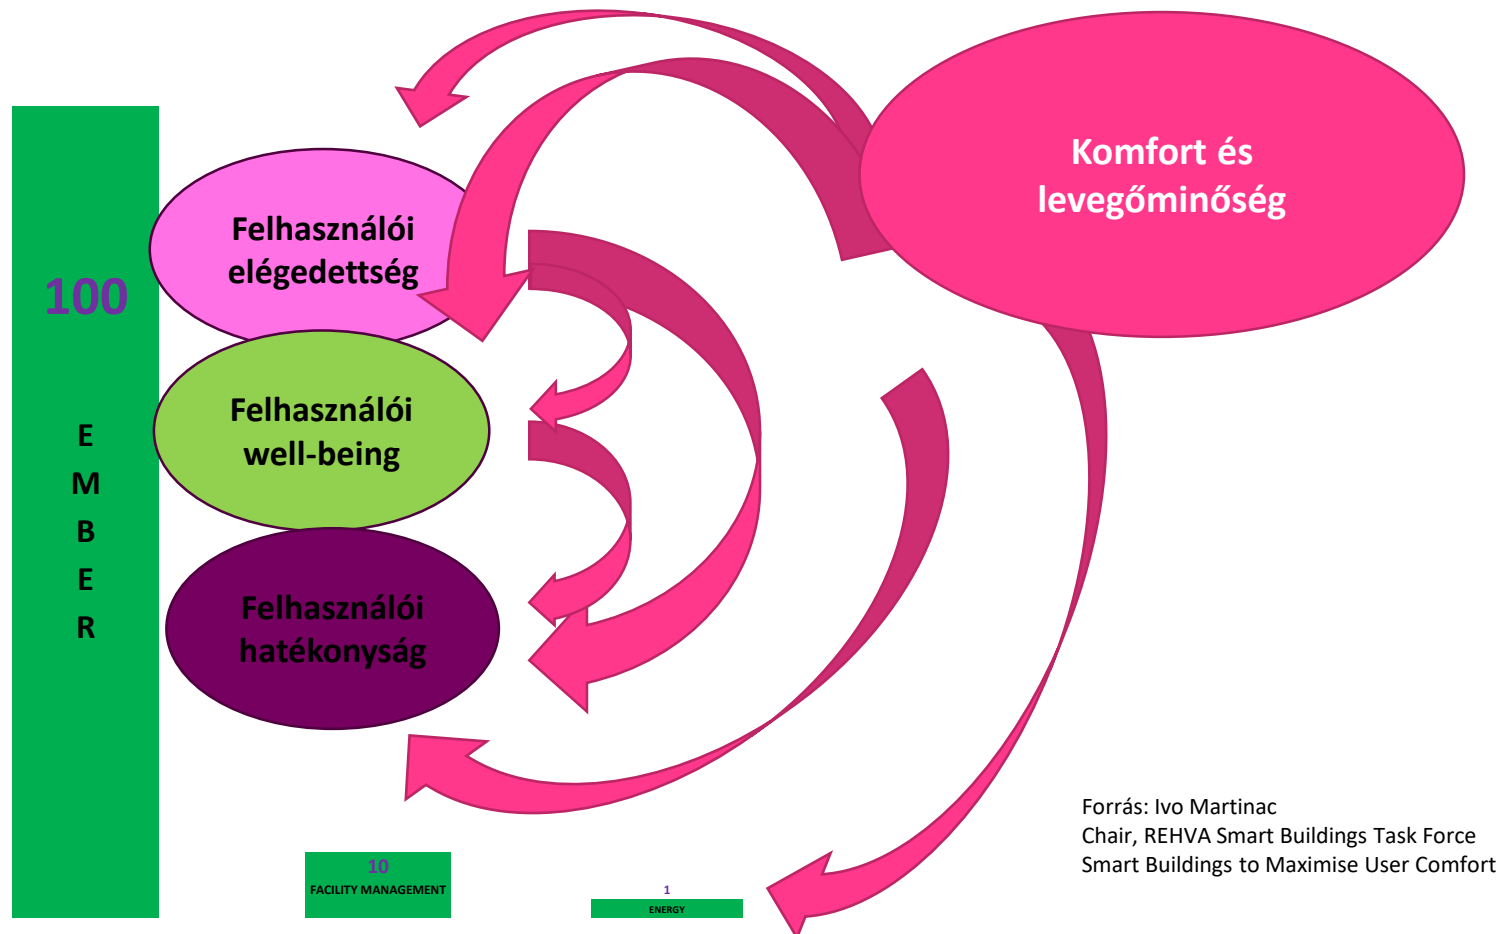 Komfort és
levegőminőség
Felhasználói
elégedettség
100
Felhasználói
well-being
E
M
B
E
R
Felhasználói
hatékonyság
10
FACILITY MANAGEMENT
1
ENERGY
Forrás: Ivo Martinac
Chair, REHVA Smart Buildings Task Force
Smart Buildings to Maximise User Comfort